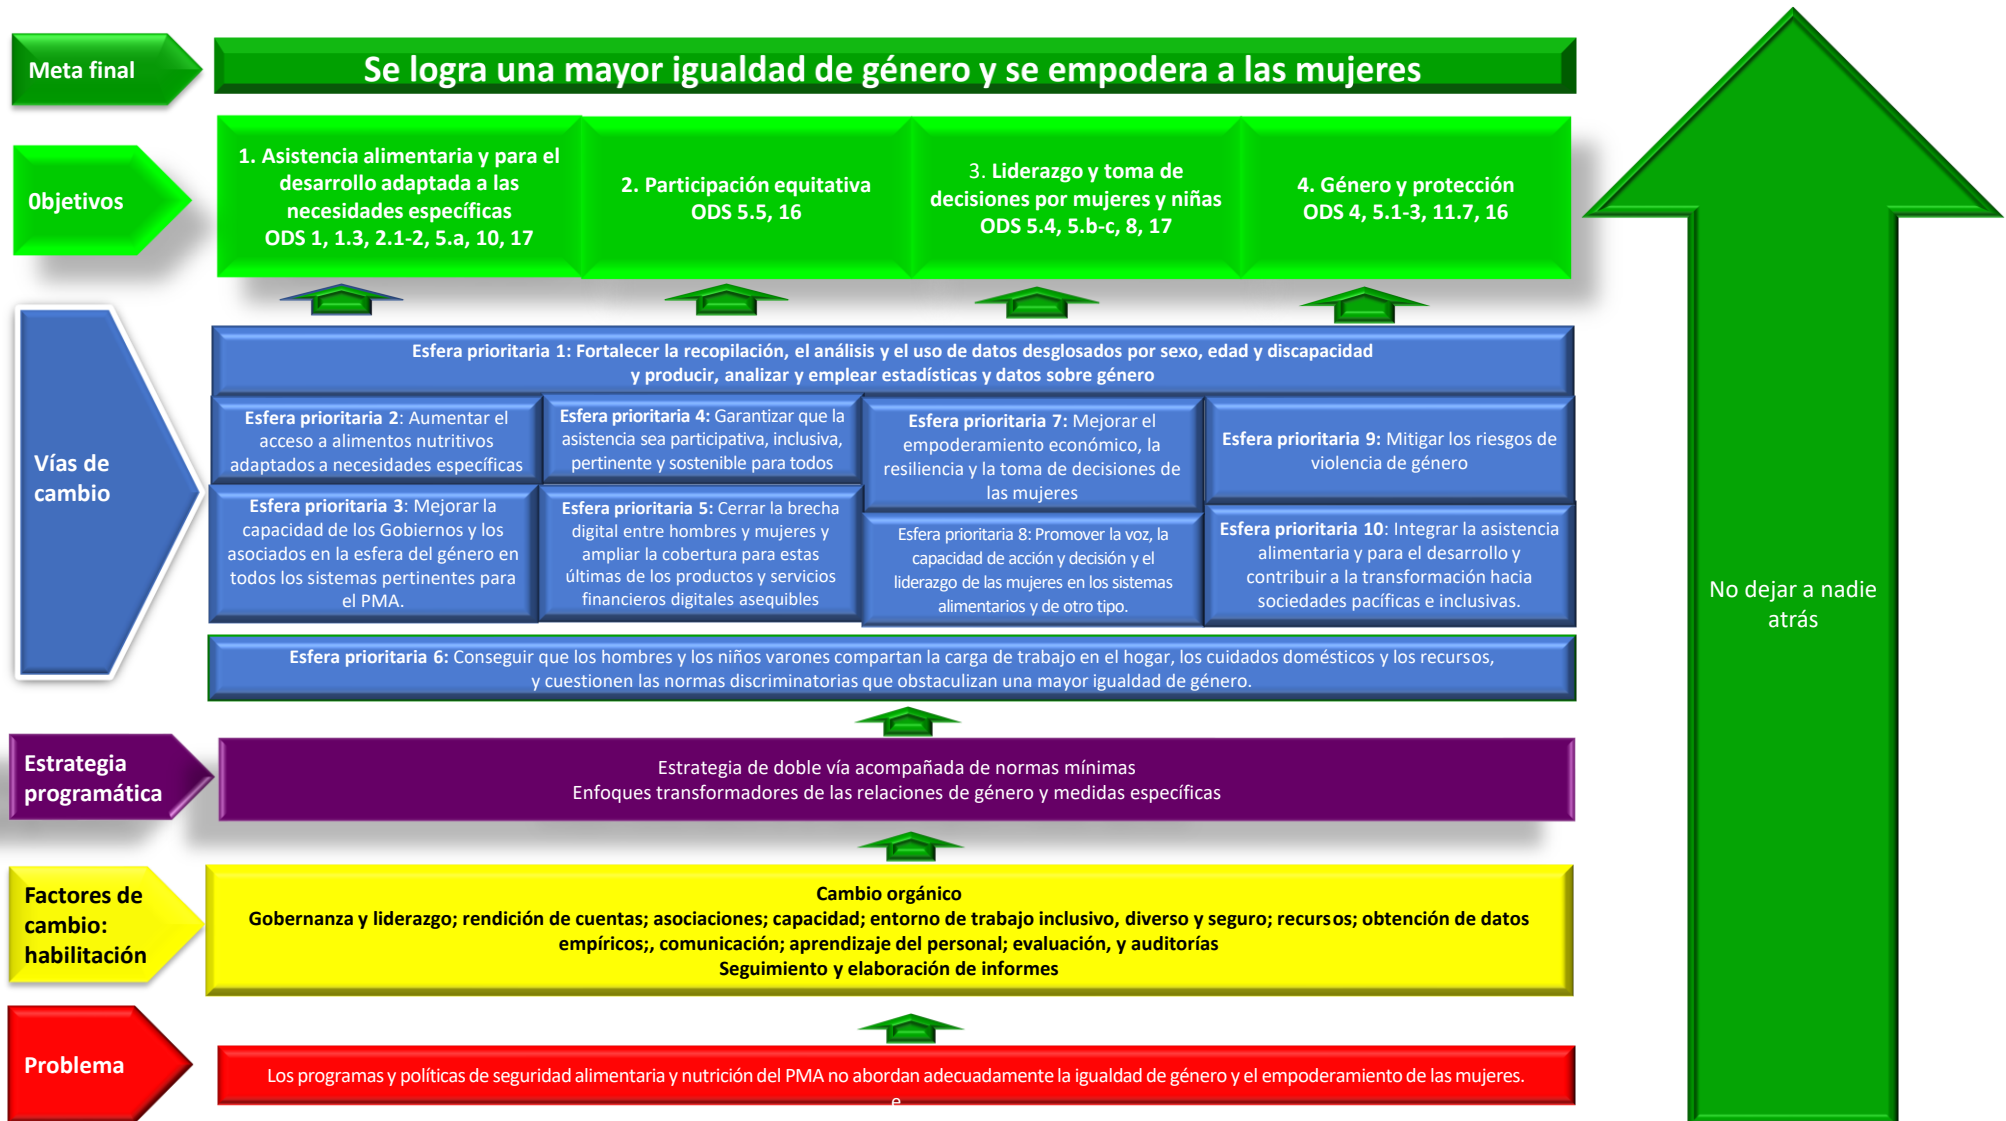 Meta final
Se logra una mayor igualdad de género y se empodera a las mujeres
0bjetivos
1. Asistencia alimentaria y para el
desarrollo adaptada a las
necesidades específicas
ODS 1, 1.3, 2.1-2, 5.a, 10, 17
2. Participación equitativa
ODS 5.5, 16
3. Liderazgo y toma de
decisiones por mujeres y niñas
ODS 5.4, 5.b-c, 8, 17
4. Género y protección
ODS 4, 5.1-3, 11.7, 16
Vías de
cambio
Esfera prioritaria 1: Fortalecer la recopilación, el análisis y el uso de datos desglosados por sexo, edad y discapacidad
y producir, analizar y emplear estadísticas y datos sobre género
Esfera prioritaria 2: Aumentar el
acceso a alimentos nutritivos
adaptados a necesidades específicas
Esfera prioritaria 3: Mejorar la
capacidad de los Gobiernos y los
asociados en la esfera del género en
todos los sistemas pertinentes para
el PMA.
Esfera prioritaria 4: Garantizar que la
asistencia sea participativa, inclusiva,
pertinente y sostenible para todos
Esfera prioritaria 5: Cerrar la brecha
digital entre hombres y mujeres y
ampliar la cobertura para estas
últimas de los productos y servicios
financieros digitales asequibles
Esfera prioritaria 7: Mejorar el
empoderamiento económico, la
resiliencia y la toma de decisiones de
las mujeres
Esfera prioritaria 8: Promover la voz, la
capacidad de acción y decisión y el
liderazgo de las mujeres en los sistemas
alimentarios y de otro tipo.
Esfera prioritaria 9: Mitigar los riesgos de
violencia de género
Esfera prioritaria 10: Integrar la asistencia
alimentaria y para el desarrollo y
contribuir a la transformación hacia
sociedades pacíficas e inclusivas.
Esfera prioritaria 6: Conseguir que los hombres y los niños varones compartan la carga de trabajo en el hogar, los cuidados domésticos y los recursos,
y cuestionen las normas discriminatorias que obstaculizan una mayor igualdad de género.
Estrategia
programática
Estrategia de doble vía acompañada de normas mínimas
Enfoques transformadores de las relaciones de género y medidas específicas
Factores de
cambio:
habilitación
Cambio orgánico
Gobernanza y liderazgo; rendición de cuentas; asociaciones; capacidad; entorno de trabajo inclusivo, diverso y seguro; recursos; obtención de datos
empíricos;, comunicación; aprendizaje del personal; evaluación, y auditorías
Seguimiento y elaboración de informes
Problema
Los programas y políticas de seguridad alimentaria y nutrición del PMA no abordan adecuadamente la igualdad de género y el empoderamiento de las mujeres.
e
No dejar a nadie
atrás